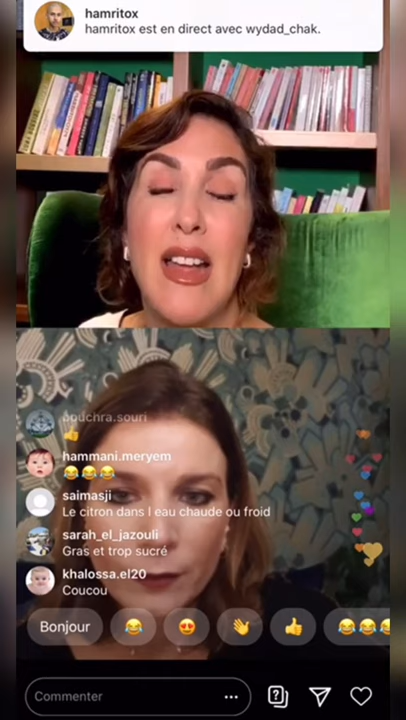 hamritox
hamritox est en direct avec wydad_chak.
bouchra.souri
👍
hammani.meryem
😂😂😂
saimasji
Le citron dans l eau chaude ou froid
sarah_el_jazouli
Gras et trop sucré
khalossa.el20
Coucou
Bonjour
Commenter